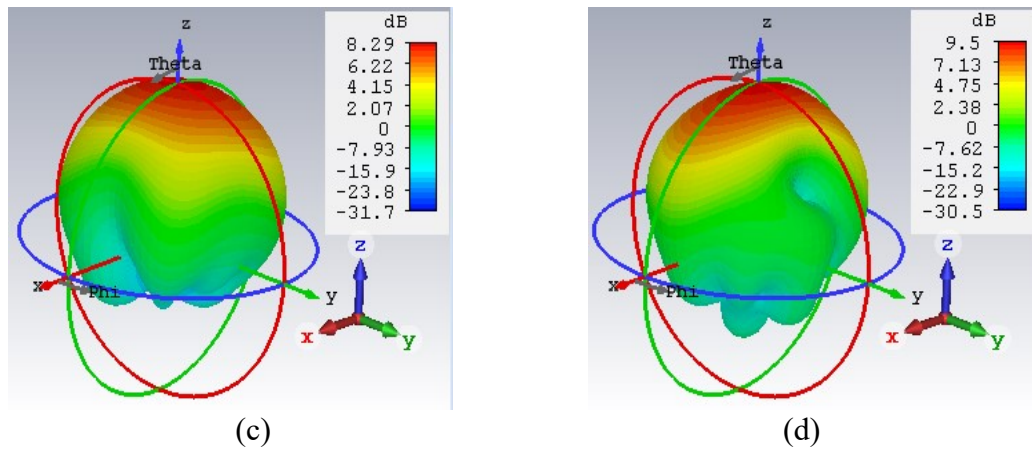 z
dB
8.29
6.22
4.15
2.07
0
-7.93
-15.9
-23.8
-31.7
Theta
x
Phi
y
z
x
y
(c)
z
dB
9.5
7.13
4.75
2.38
0
-7.62
-15.2
-22.9
-30.5
Theta
x
Phi
y
z
x
y
(d)